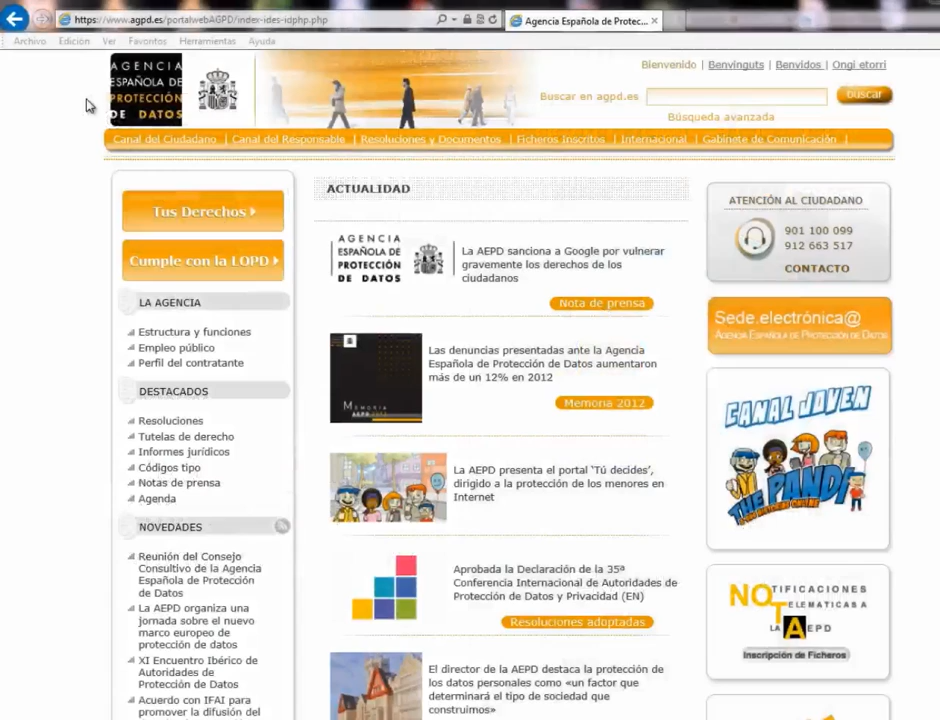 https://www.agpd.es/portalwebAGPD/index-ides-idphp.php
Agencia Española de Protec...
Archivo Edición Ver Favoritos Herramientas Ayuda
AGENCIA
ESPAÑOLA DE
PROTECCIÓN
DE DATOS
Bienvenido | Benvinguts | Benvidos | Ongi etorri
Buscar en agpd.es
buscar
Búsqueda avanzada
Canal del Ciudadano | Canal del Responsable | Resoluciones y Documentos | Ficheros Inscritos | Internacional | Gabinete de Comunicación |
Tus Derechos
Cumple con la LOPD
LA AGENCIA
Estructura y funciones
Empleo público
Perfil del contratante
DESTACADOS
Resoluciones
Tutelas de derecho
Informes jurídicos
Códigos tipo
Notas de prensa
Agenda
NOVEDADES
Reunión del Consejo
Consultivo de la Agencia
Española de Protección
de Datos
La AEPD organiza una
jornada sobre el nuevo
marco europeo de
protección de datos
XI Encuentro Ibérico de
Autoridades de
Protección de Datos
Acuerdo con IFAI para
promover la difusión del
ACTUALIDAD
AGENCIA
ESPAÑOLA DE
PROTECCIÓN
DE DATOS
La AEPD sanciona a Google por vulnerar
gravemente los derechos de los
ciudadanos
Nota de prensa
MEMORIA
AEPD 2012
Las denuncias presentadas ante la Agencia
Española de Protección de Datos aumentaron
más de un 12% en 2012
Memoria 2012
La AEPD presenta el portal ‘Tú decides’,
dirigido a la protección de los menores en
Internet
Aprobada la Declaración de la 35ª
Conferencia Internacional de Autoridades de
Protección de Datos y Privacidad (EN)
Resoluciones adoptadas
El director de la AEPD destaca la protección de
los datos personales como «un factor que
determinará el tipo de sociedad que
construimos»
ATENCIÓN AL CIUDADANO
901 100 099
912 663 517
CONTACTO
Sede.electrónica@
AGENCIA ESPAÑOLA DE PROTECCIÓN DE DATOS
CANAL JOVEN
THE PANDI
NOTIFICACIONES
TELEMATICAS A
LA AEPD
Inscripción de Ficheros